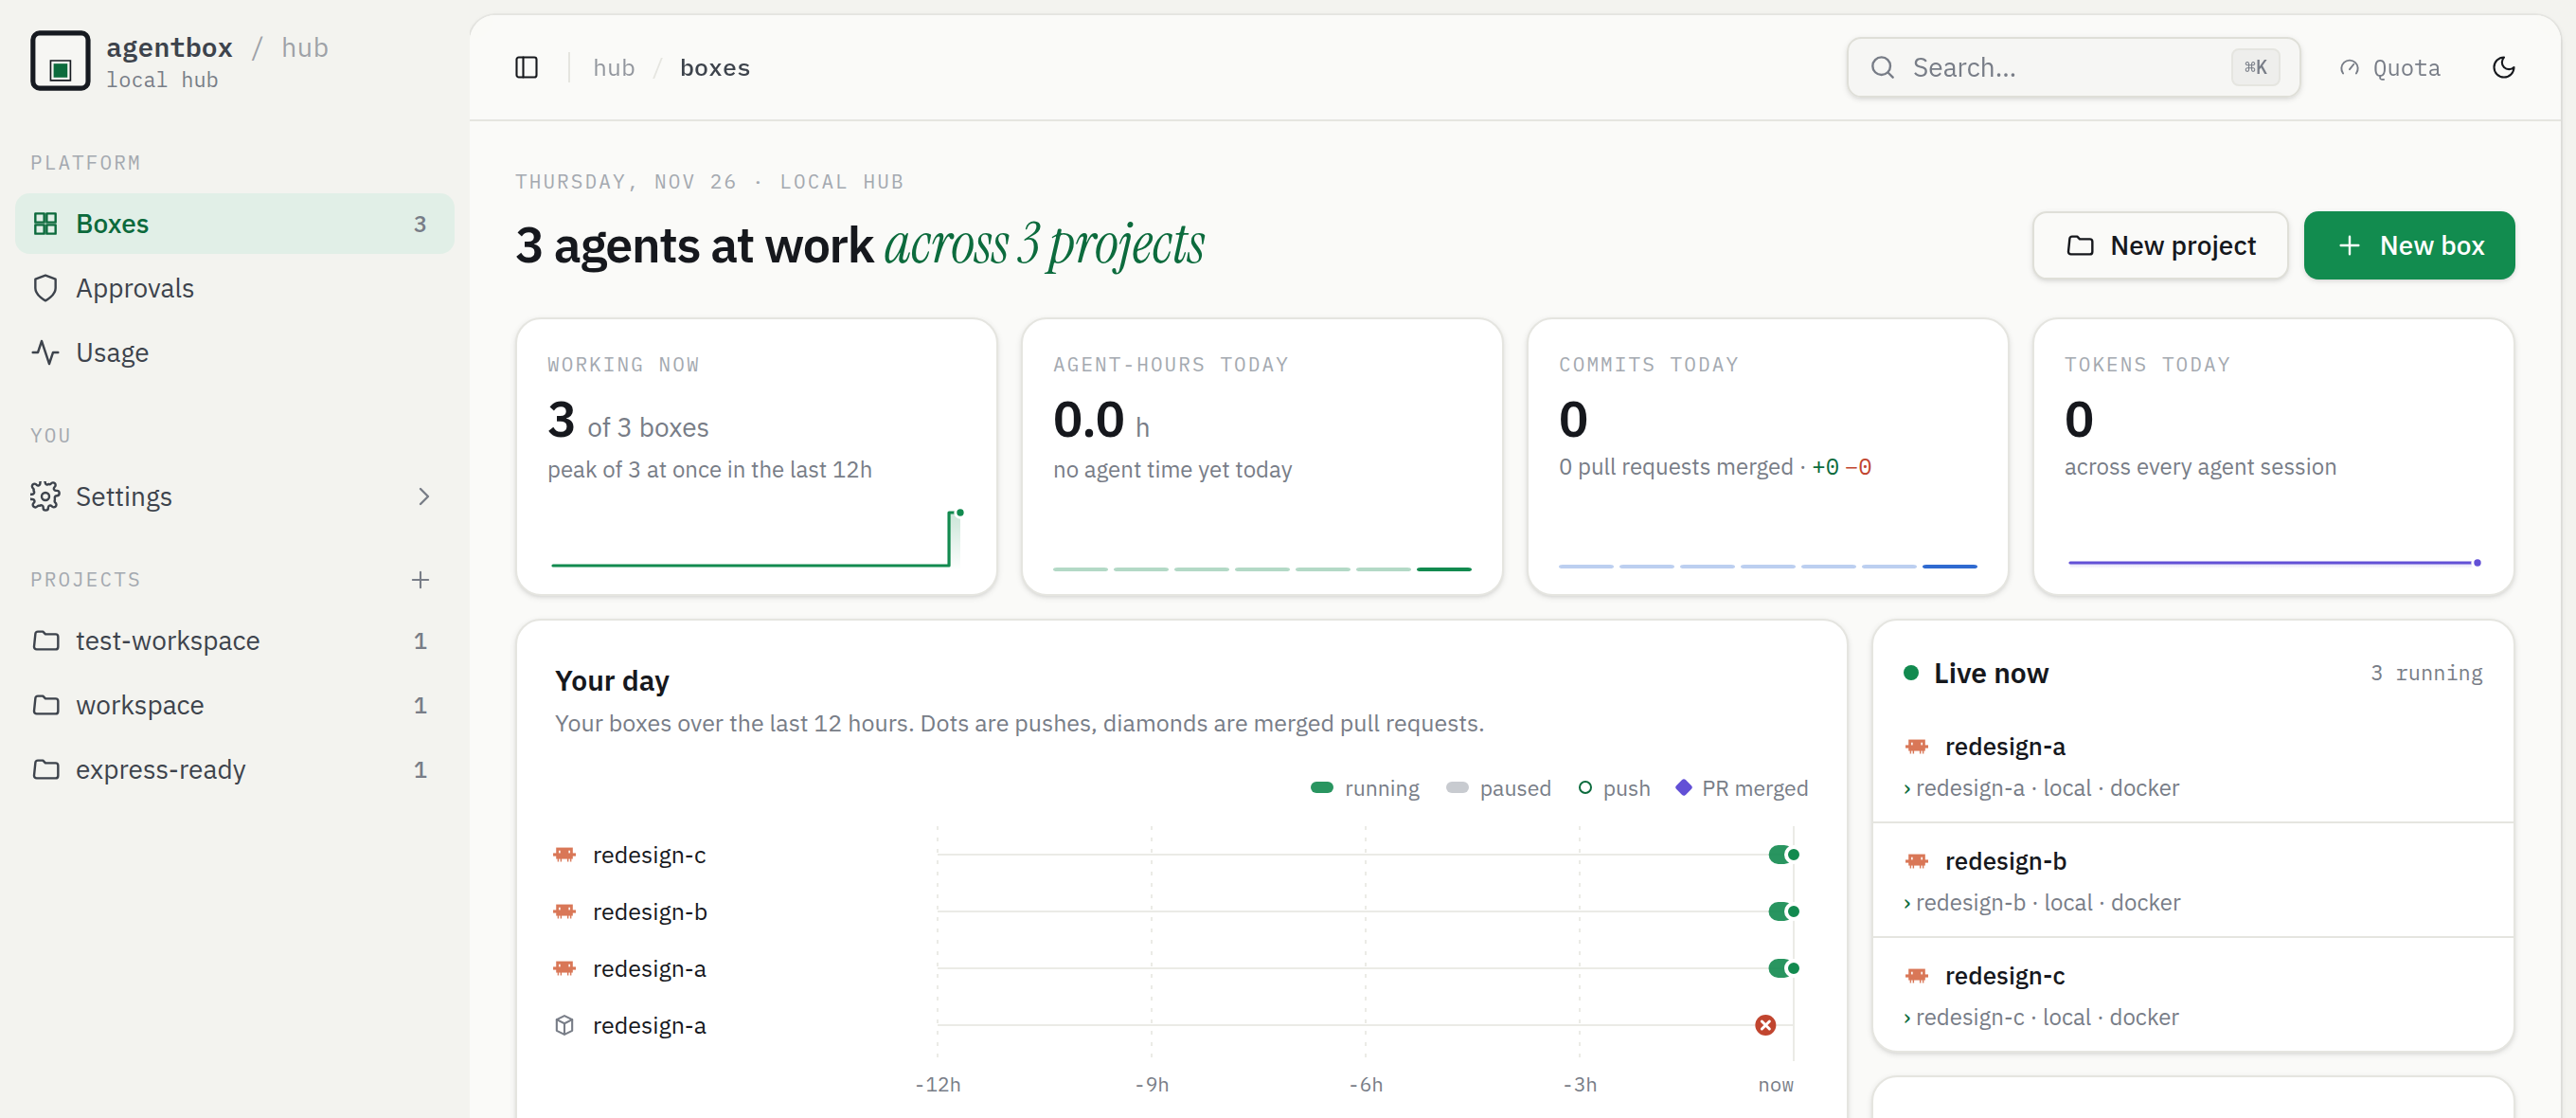 agentbox / hub
local hub
PLATFORM
Boxes 3
Approvals
Usage
YOU
Settings
PROJECTS
test-workspace 1
workspace 1
express-ready 1
hub / boxes
Search... ⌘K
Quota
THURSDAY, NOV 26 · LOCAL HUB
3 agents at work across 3 projects
New project
New box
WORKING NOW
3 of 3 boxes
peak of 3 at once in the last 12h
AGENT-HOURS TODAY
0.0 h
no agent time yet today
COMMITS TODAY
0
0 pull requests merged · +0 −0
TOKENS TODAY
0
across every agent session
Your day
Your boxes over the last 12 hours. Dots are pushes, diamonds are merged pull requests.
running paused push PR merged
redesign-c
redesign-b
redesign-a
redesign-a
-12h -9h -6h -3h now
Live now 3 running
redesign-a
› redesign-a · local · docker
redesign-b
› redesign-b · local · docker
redesign-c
› redesign-c · local · docker